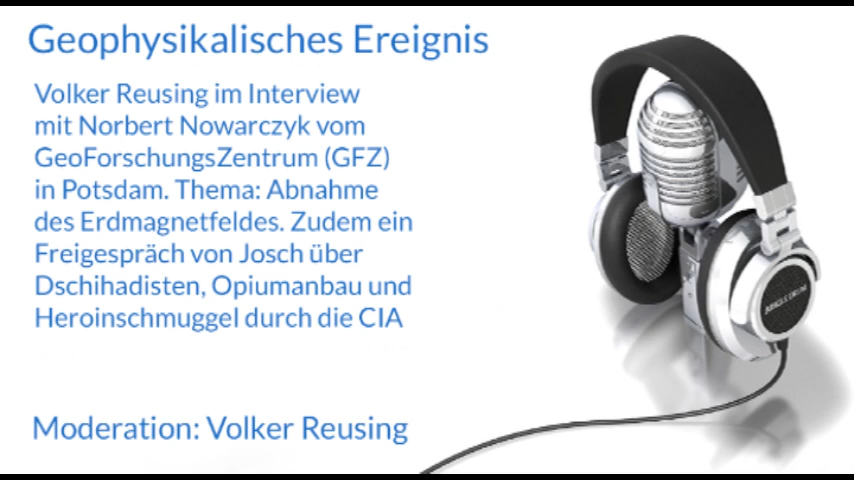 Geophysikalisches Ereignis
Volker Reusing im Interview
mit Norbert Nowarczyk vom
GeoForschungsZentrum (GFZ)
in Potsdam. Thema: Abnahme
des Erdmagnetfeldes. Zudem ein
Freigespräch von Josch über
Dschihadisten, Opiumanbau und
Heroinschmuggel durch die CIA
Moderation: Volker Reusing